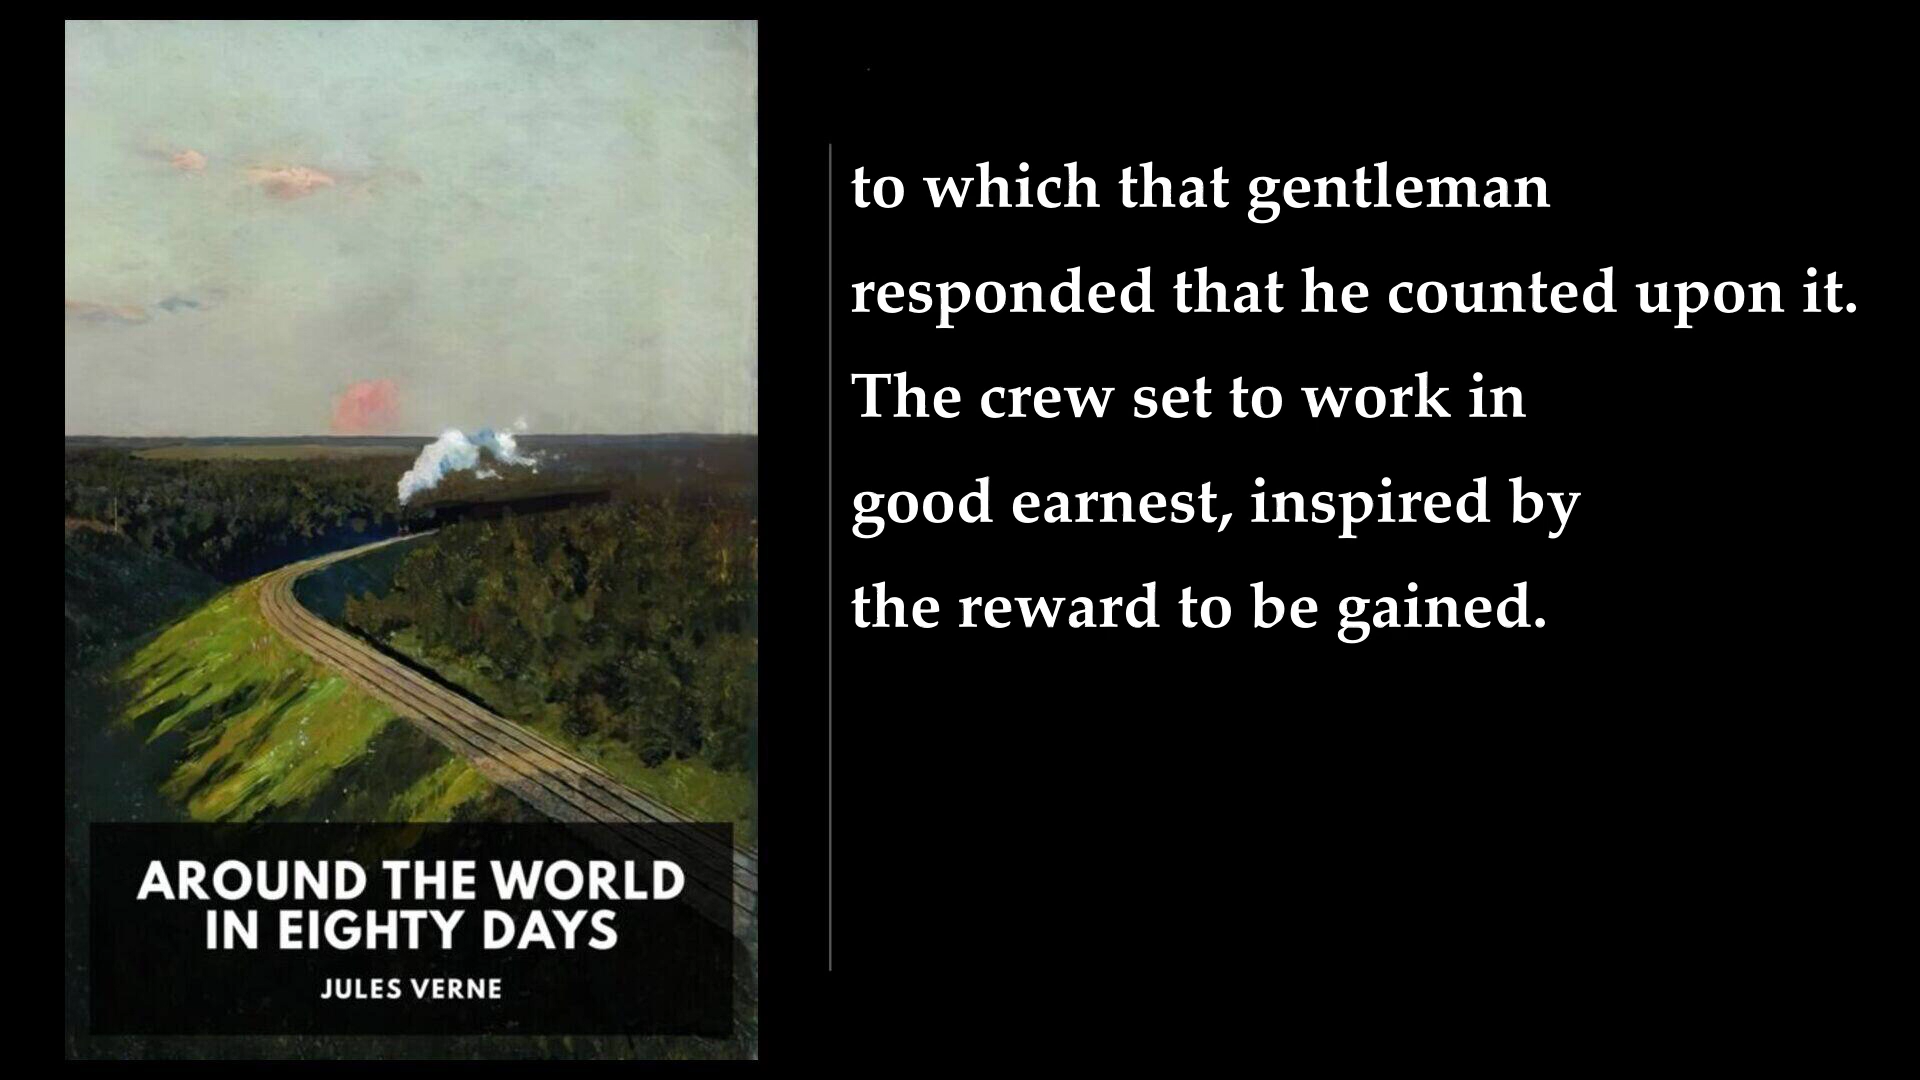 to which that gentleman
responded that he counted upon it.
The crew set to work in
good earnest, inspired by
the reward to be gained.
AROUND THE WORLD
IN EIGHTY DAYS
JULES VERNE